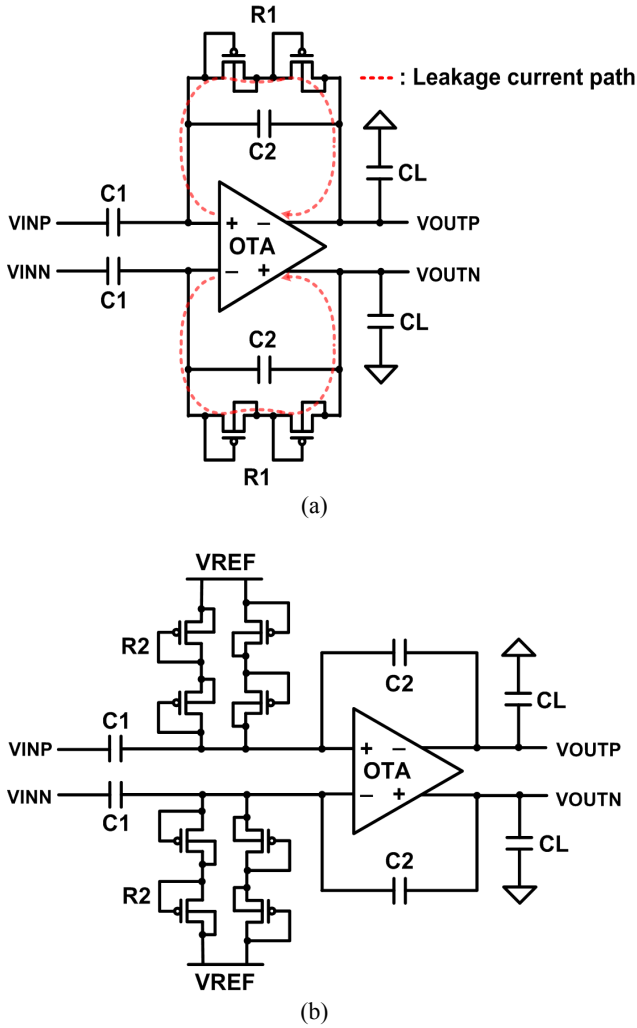 R1
: Leakage current path
C2
CL
C1
VINP
+
−
VOUTP
OTA
VINN
−
+
VOUTN
C1
CL
C2
R1
(a)
VREF
R2
C2
CL
C1
VINP
+
−
VOUTP
OTA
VINN
−
+
VOUTN
C1
CL
C2
R2
VREF
(b)